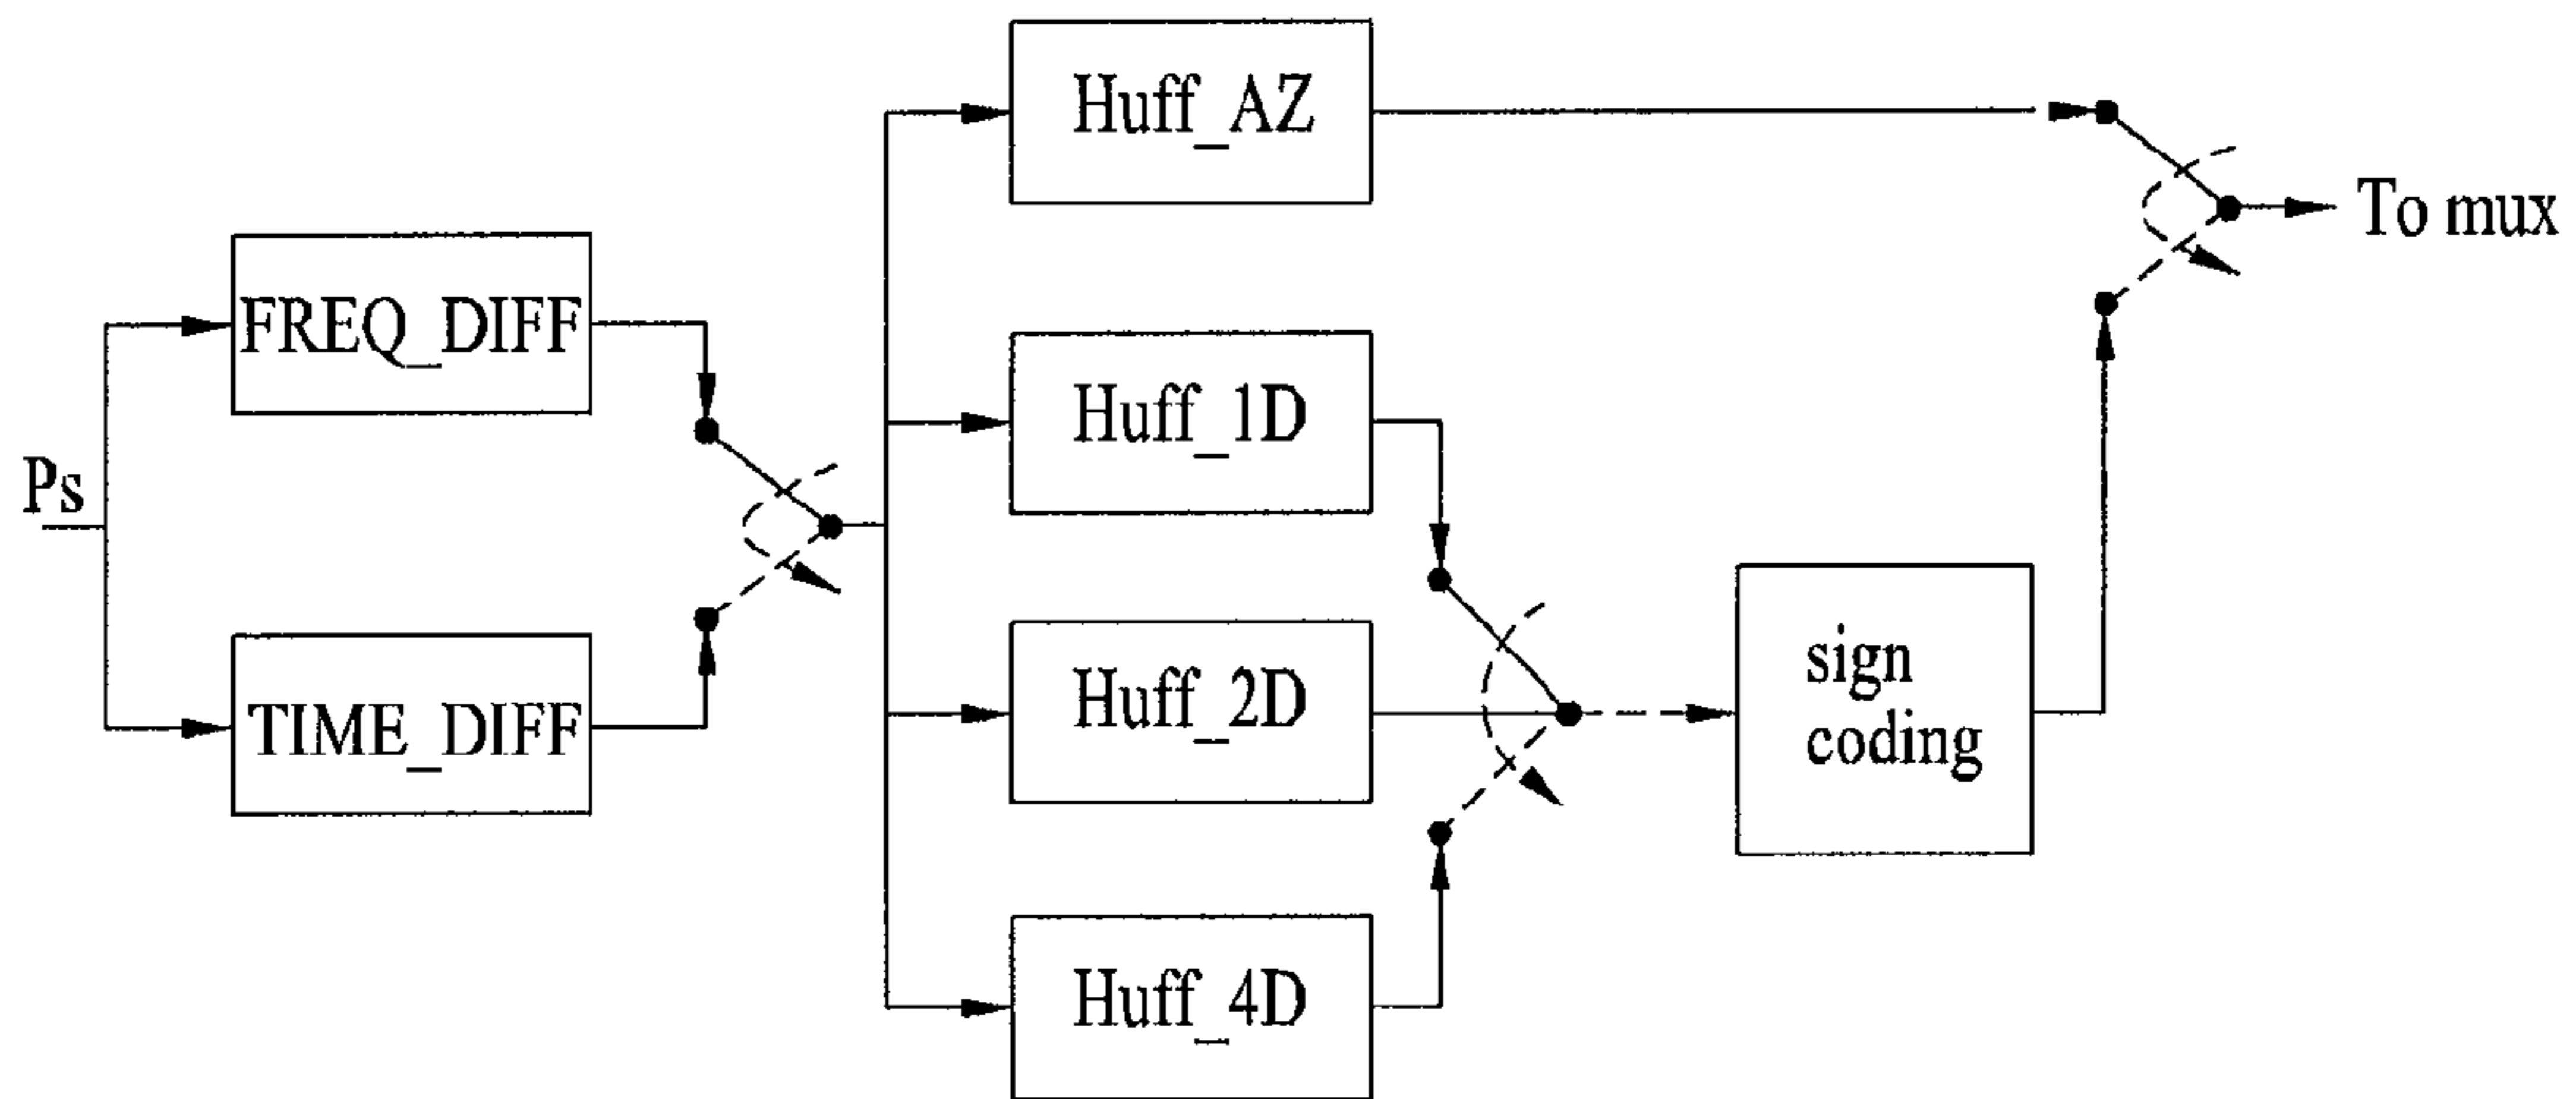 Huff_AZ
To mux
FREQ_DIFF
Huff_1D
Ps
sign
coding
Huff_2D
TIME_DIFF
Huff_4D